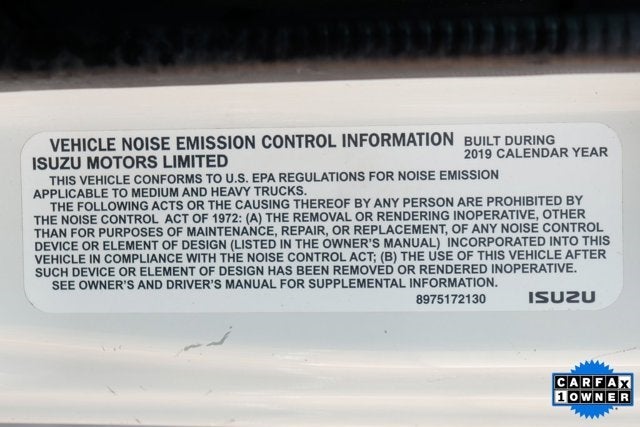 VEHICLE NOISE EMISSION CONTROL INFORMATION BUILT DURING
ISUZU MOTORS LIMITED 2019 CALENDAR YEAR
THIS VEHICLE CONFORMS TO U.S. EPA REGULATIONS FOR NOISE EMISSION
APPLICABLE TO MEDIUM AND HEAVY TRUCKS.
THE FOLLOWING ACTS OR THE CAUSING THEREOF BY ANY PERSON ARE PROHIBITED BY
THE NOISE CONTROL ACT OF 1972: (A) THE REMOVAL OR RENDERING INOPERATIVE, OTHER
THAN FOR PURPOSES OF MAINTENANCE, REPAIR, OR REPLACEMENT, OF ANY NOISE CONTROL
DEVICE OR ELEMENT OF DESIGN (LISTED IN THE OWNER'S MANUAL) INCORPORATED INTO THIS
VEHICLE IN COMPLIANCE WITH THE NOISE CONTROL ACT; (B) THE USE OF THIS VEHICLE AFTER
SUCH DEVICE OR ELEMENT OF DESIGN HAS BEEN REMOVED OR RENDERED INOPERATIVE.
SEE OWNER'S AND DRIVER'S MANUAL FOR SUPPLEMENTAL INFORMATION.
8975172130 ISUZU
CARFAX
1 OWNER